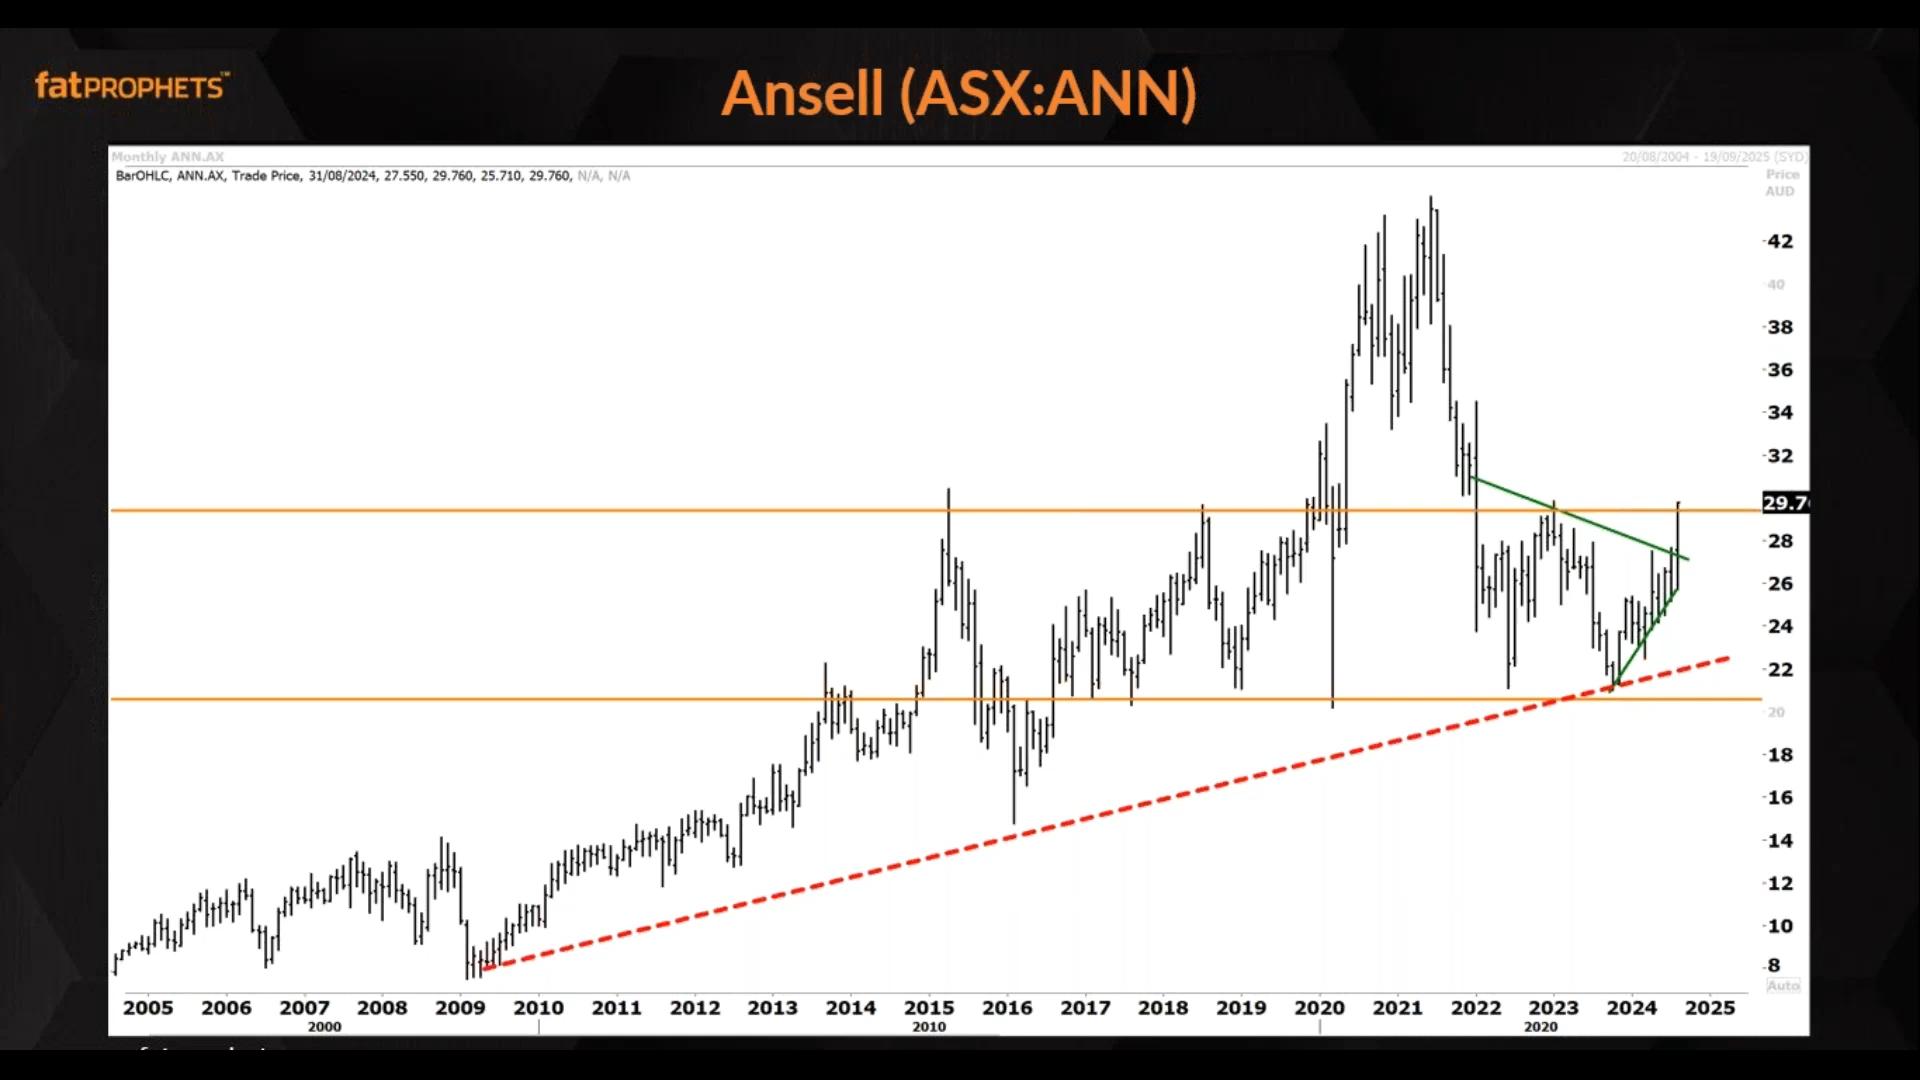 fatPROPHETS™
Ansell (ASX:ANN)
Monthly ANN.AX
20/08/2004 - 19/09/2025 (SYD)
BarOHLC, ANN.AX, Trade Price, 31/08/2024, 27.550, 29.760, 25.710, 29.760, N/A, N/A
Price
AUD
42
40
38
36
34
32
29.7
28
26
24
22
20
18
16
14
12
10
8
Auto
2005 2006 2007 2008 2009 2010 2011 2012 2013 2014 2015 2016 2017 2018 2019 2020 2021 2022 2023 2024 2025
2000 2010 2020